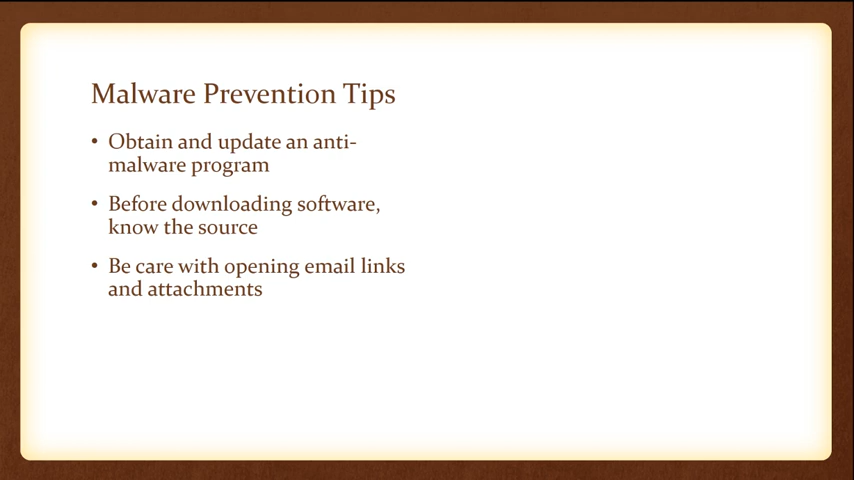 Malware Prevention Tips
• Obtain and update an anti-
malware program
• Before downloading software,
know the source
• Be care with opening email links
and attachments